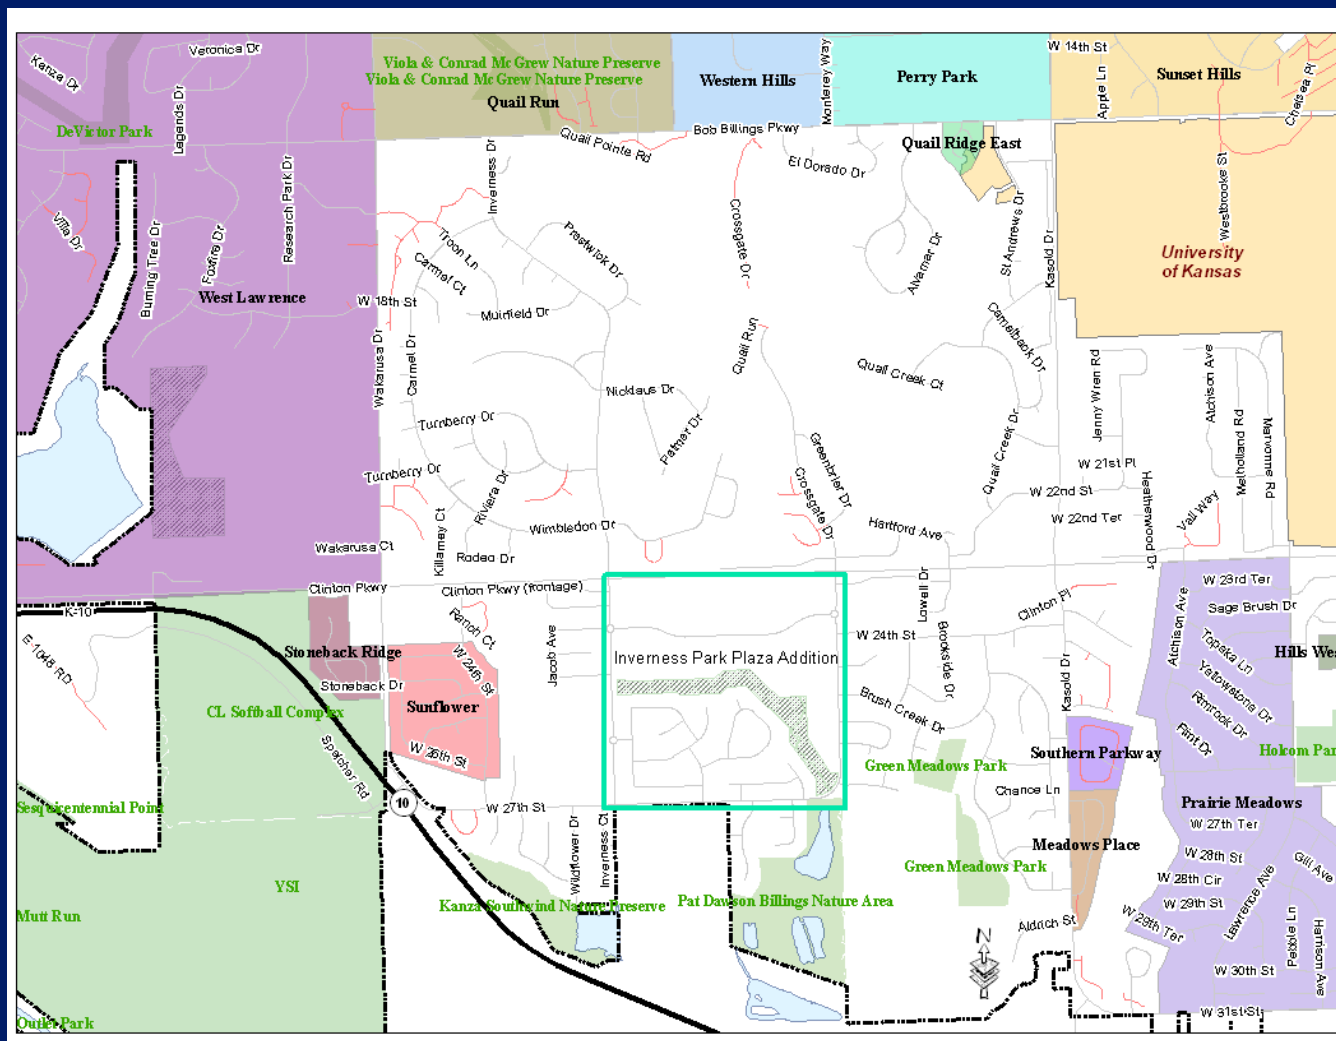 Kanza Dr
Veronica Dr
Viola & Conrad Mc Grew Nature Preserve
Viola & Conrad Mc Grew Nature Preserve
Quail Run
Western Hills
Monterey Way
Perry Park
W 14th St
Apple Ln
Sunset Hills
Chelsea Pl
DeVictor Park
Legends Dr
Quail Pointe Rd
Bob Billings Pkwy
El Dorado Dr
Quail Ridge East
Westbrooke St
Villa Dr
Burning Tree Dr
Foxfire Dr
Research Park Dr
Inverness Dr
Troon Ln
Carmel Ct
Prestwick Dr
Crossgate Dr
Alvamar Dr
St Andrews Dr
Kasold Dr
University
of Kansas
West Lawrence
W 18th St
Muirfield Dr
Wakarusa Dr
Carmel Dr
Quail Run
Camelback Dr
Quail Creek Ct
Jenny Wren Rd
Atchison Ave
Nicklaus Dr
Turnberry Dr
Palmer Dr
Greenbrier Dr
Quail Creek Dr
Melholland Rd
Marvonne Rd
Turnberry Dr
Riviera Dr
Crossgate Dr
W 21st Pl
W 22nd St
W 22nd Ter
Heatherwood Dr
Vail Way
Killarney Ct
Wimbledon Dr
Hartford Ave
Wakarusa Ct
Rodeo Dr
Clinton Pkwy
Clinton Pkwy (frontage)
Lowell Dr
Clinton Pl
W 23rd Ter
K-10
E 1048 RD
Ranch Ct
Jacob Ave
W 24th St
Brookside Dr
Atchison Ave
Sage Brush Dr
Stoneback Ridge
W 24th St
Inverness Park Plaza Addition
Kasold Dr
Topeka Ln
Hills Wes
Stoneback Dr
Yellowstone Dr
CL Softball Complex
Sunflower
Brush Creek Dr
Rimrock Dr
Flint Dr
Speicher Rd
W 26th St
Green Meadows Park
Southern Parkway
Holcom Par
Sesquicentennial Point
10
W 27th St
Chance Ln
Prairie Meadows
W 27th Ter
Wildflower Dr
Inverness Ct
Meadows Place
Green Meadows Park
W 28th St
Gill Ave
YSI
W 28th Cir
Mutt Run
Kanza Southwind Nature Preserve
Pat Dawson Billings Nature Area
W 29th St
Lawrence Ave
Aldrich St
W 29th Ter
Pebble Ln
Harrison Ave
N
W 30th St
Outlet Park
W 31st St